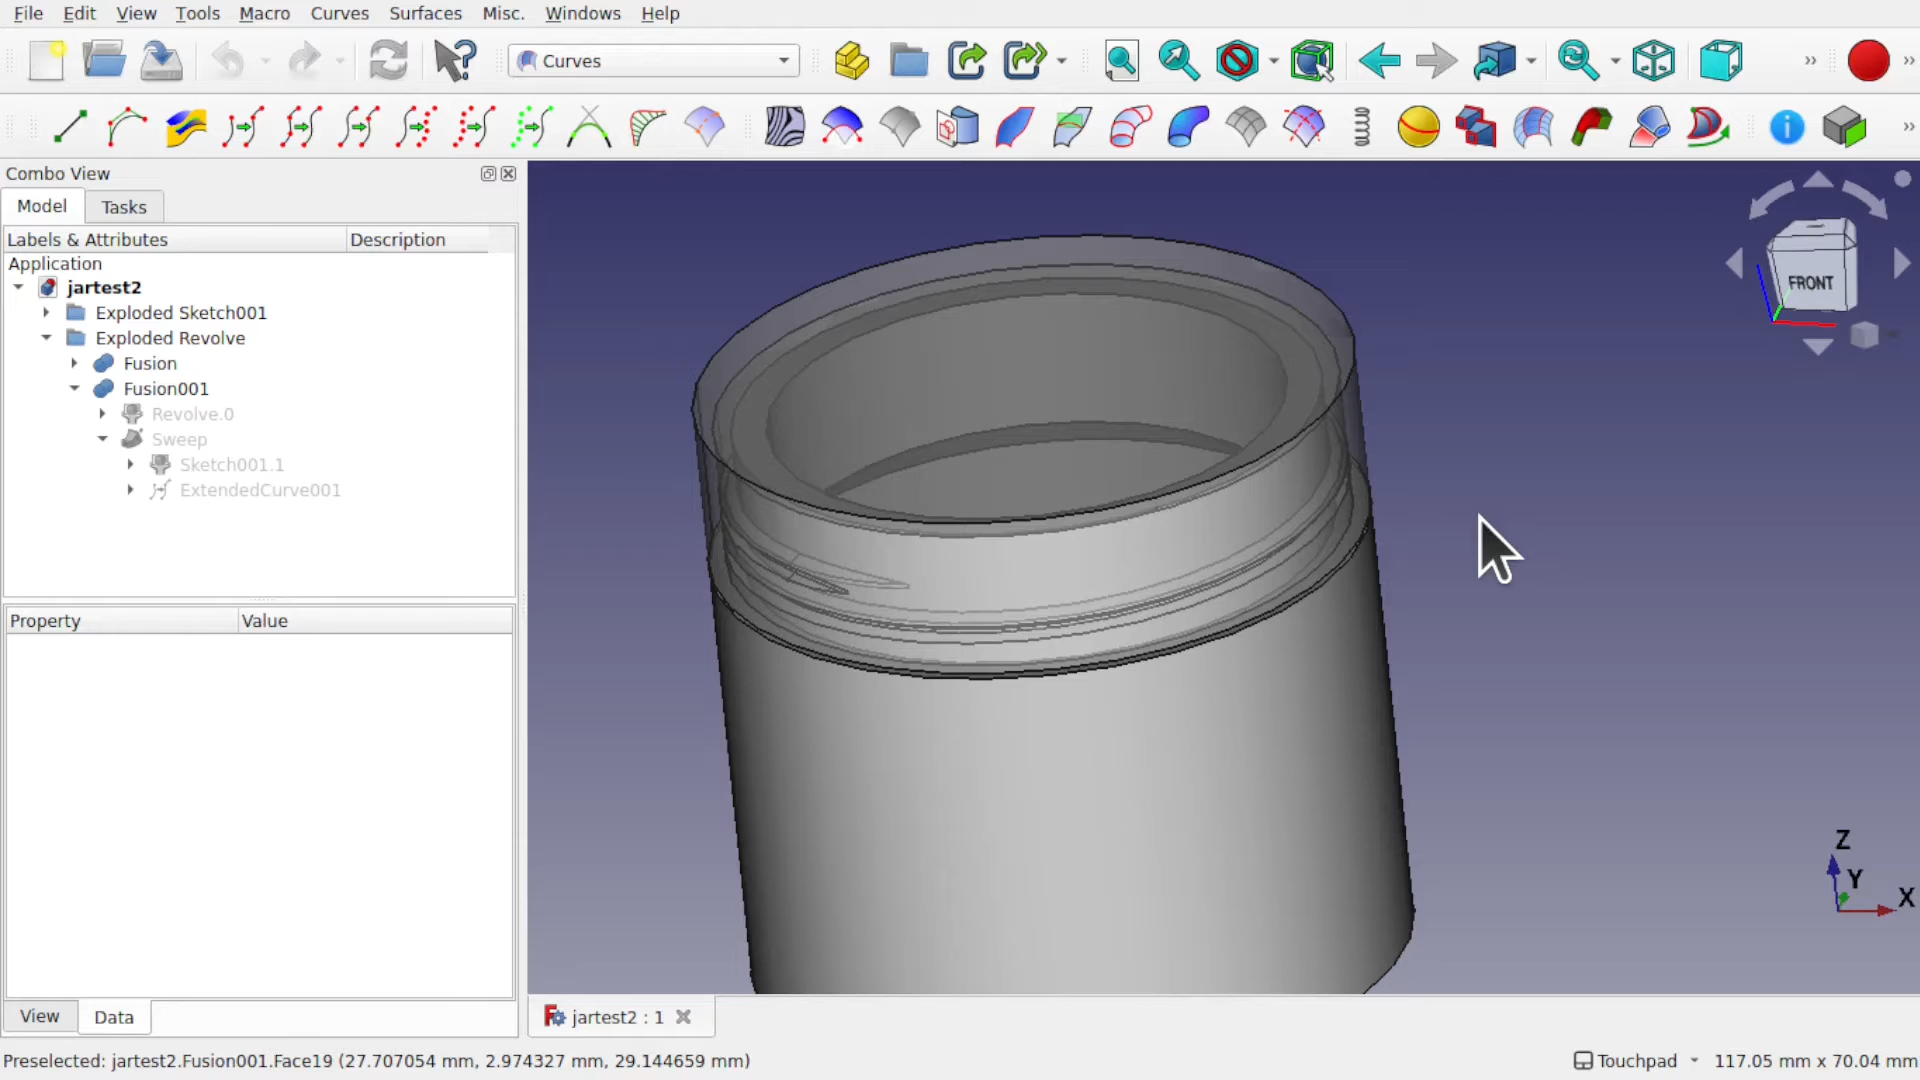 File Edit View Tools Macro Curves Surfaces Misc. Windows Help
Curves
Combo View
Model Tasks
Labels & Attributes Description
Application
jartest2
Exploded Sketch001
Exploded Revolve
Fusion
Fusion001
Revolve.0
Sweep
Sketch001.1
ExtendedCurve001
Property Value
View Data
FRONT
Z
Y
X
jartest2 : 1
Preselected: jartest2.Fusion001.Face19 (27.707054 mm, 2.974327 mm, 29.144659 mm)
Touchpad 117.05 mm x 70.04 mm